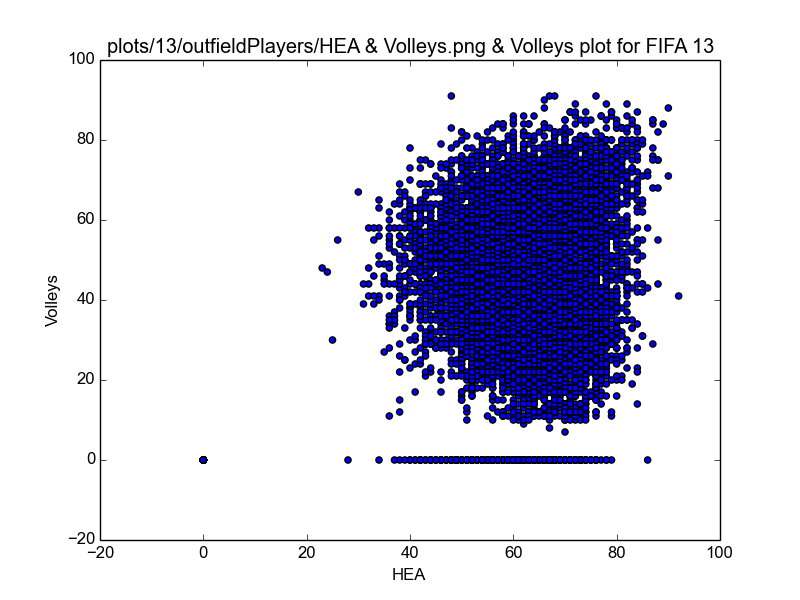 plots/13/outfieldPlayers/HEA & Volleys.png & Volleys plot for FIFA 13
100
80
60
40
20
0
−20
Volleys
−20 0 20 40 60 80 100
HEA